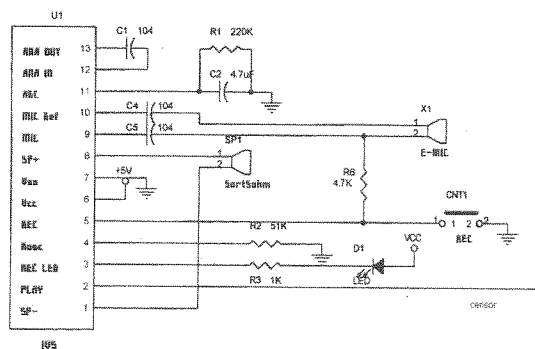 U1
C1 104
R1 220K
ANA OUT 13
ANA IN 12
C2 4.7uF
AGC 11
C4 104
X1
MIC Ref 10
1
MIC 9
C5 104
2
SP1
E-MIC
SP+ 8
1
2
+5V
R6
4.7K
Vss 7
CNT1
Vcc 6
REC 5
1 1 2 2
R2 51K
REC
Rosc 4
D1
VCC
REC LED 3
R3 1K
LED
PLAY 2
censor
SP- 1